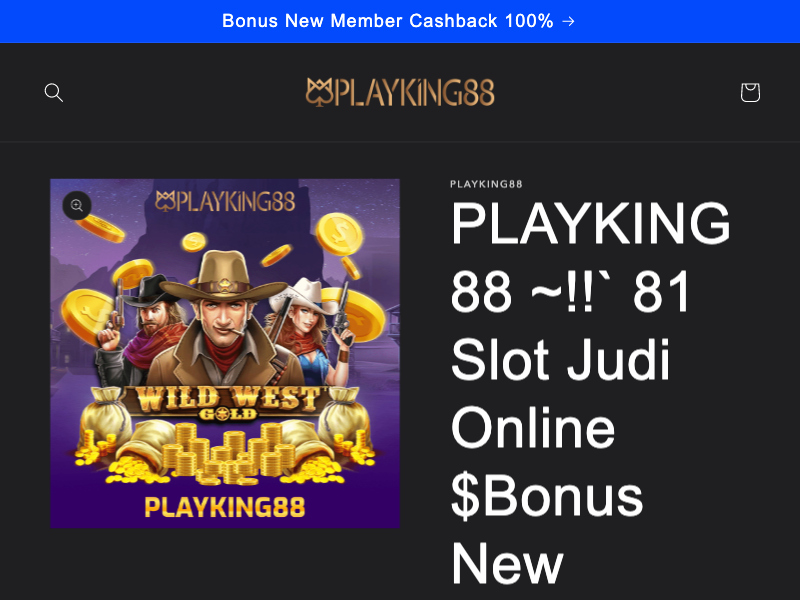 Bonus New Member Cashback 100% →
PLAYKING88
PLAYKING88
WILD WEST
GOLD
PLAYKING88
PLAYKING88
PLAYKING
88 ~!!` 81
Slot Judi
Online
$Bonus
New